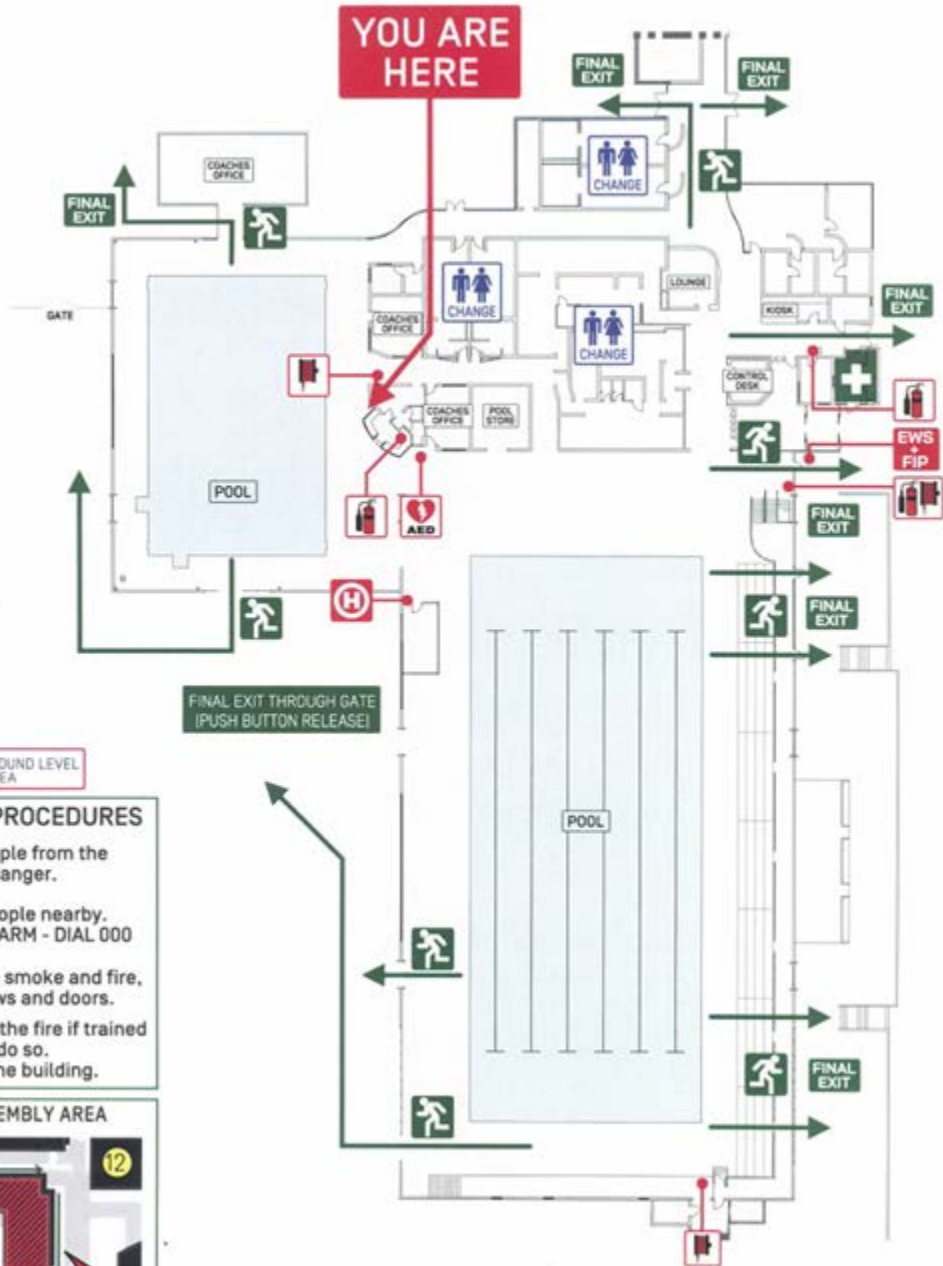 YOU ARE
HERE
FINAL
EXIT
FINAL
EXIT
COACHES
OFFICE
CHANGE
FINAL
EXIT
CHANGE
LOUNGE
GATE
COACHES
OFFICE
CHANGE
KIOSK
FINAL
EXIT
CONTROL
DESK
COACHES
OFFICE
POOL
STORE
EWS
+
FIP
POOL
AED
FINAL
EXIT
H
FINAL
EXIT
FINAL EXIT THROUGH GATE
(PUSH BUTTON RELEASE)
OUND LEVEL
EA
PROCEDURES
ple from the
anger.
ople nearby.
ARM - DIAL 000
smoke and fire,
ws and doors.
the fire if trained
do so.
he building.
POOL
FINAL
EXIT
EMBLY AREA
12